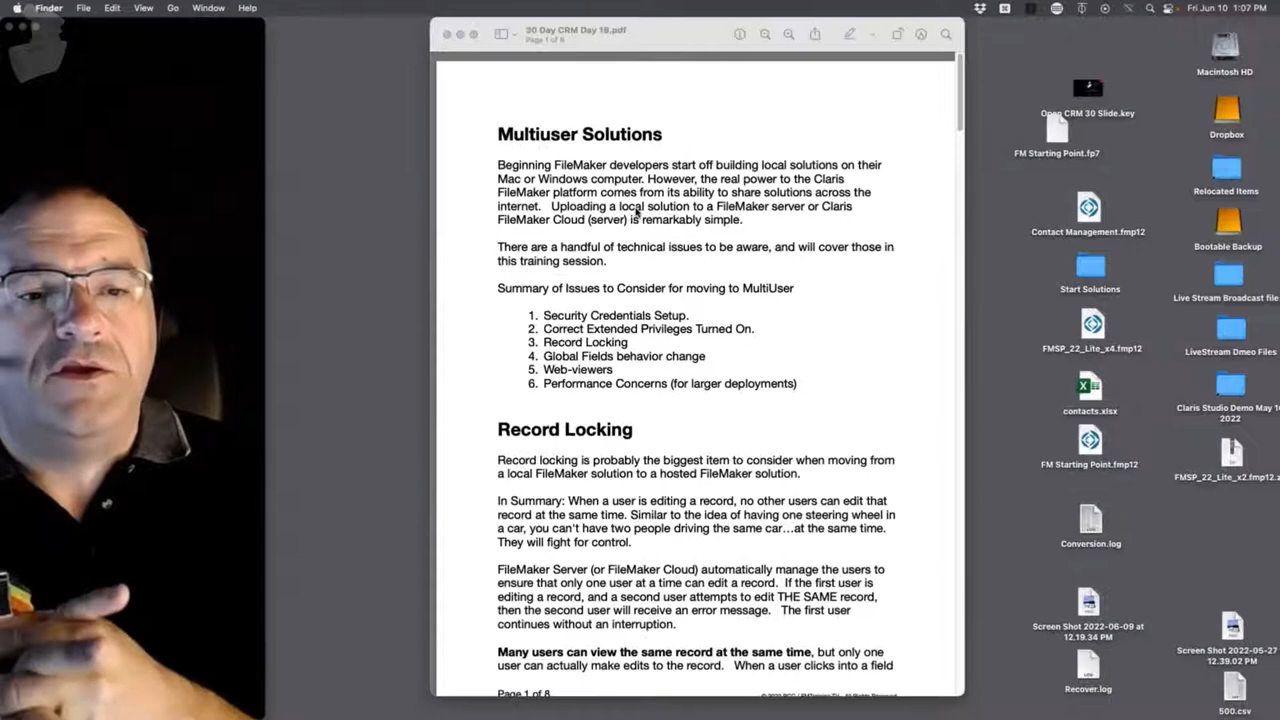 Finder File Edit View Go Window Help
Fri Jun 10 1:07 PM
30 Day CRM Day 18.pdf
Page 1 of 8
Multiuser Solutions
Beginning FileMaker developers start off building local solutions on their
Mac or Windows computer. However, the real power to the Claris
FileMaker platform comes from its ability to share solutions across the
internet. Uploading a local solution to a FileMaker server or Claris
FileMaker Cloud (server) is remarkably simple.
There are a handful of technical issues to be aware, and will cover those in
this training session.
Summary of Issues to Consider for moving to MultiUser
1. Security Credentials Setup.
2. Correct Extended Privileges Turned On.
3. Record Locking
4. Global Fields behavior change
5. Web-viewers
6. Performance Concerns (for larger deployments)
Record Locking
Record locking is probably the biggest item to consider when moving from
a local FileMaker solution to a hosted FileMaker solution.
In Summary: When a user is editing a record, no other users can edit that
record at the same time. Similar to the idea of having one steering wheel in
a car, you can't have two people driving the same car...at the same time.
They will fight for control.
FileMaker Server (or FileMaker Cloud) automatically manage the users to
ensure that only one user at a time can edit a record. If the first user is
editing a record, and a second user attempts to edit THE SAME record,
then the second user will receive an error message. The first user
continues without an interruption.
Many users can view the same record at the same time, but only one
user can actually make edits to the record. When a user clicks into a field
Page 1 of 8
Open CRM 30 Slide.key
FM Starting Point.fp7
Contact Management.fmp12
Start Solutions
FMSP_22_Lite_x4.fmp12
contacts.xlsx
FM Starting Point.fmp12
Conversion.log
Screen Shot 2022-06-09 at
12.19.34 PM
Recover.log
Macintosh HD
Dropbox
Relocated Items
Bootable Backup
Live Stream Broadcast file
LiveStream Dmeo Files
Claris Studio Demo May 1
2022
FMSP_22_Lite_x2.fmp12.
Screen Shot 2022-05-27
12.39.02 PM
500.csv